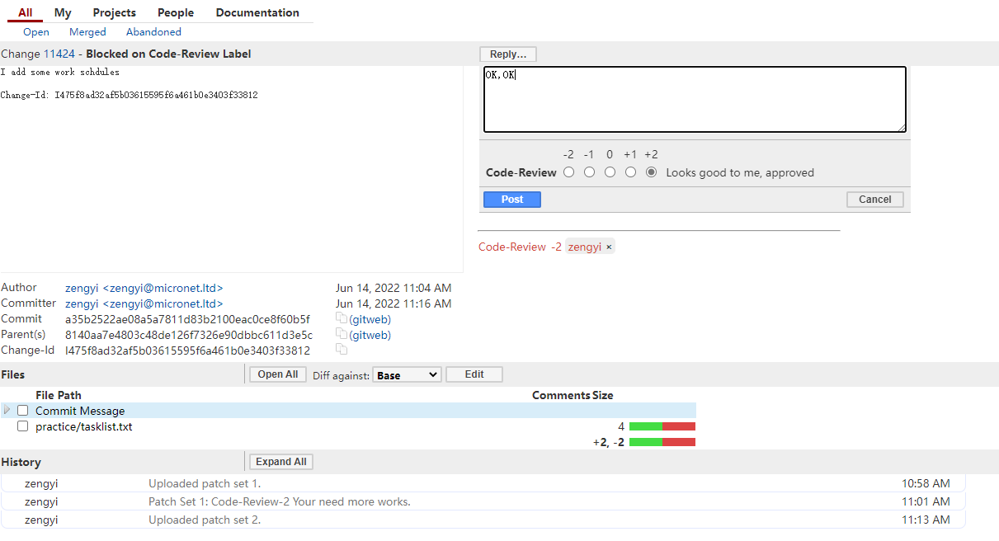 All My Projects People Documentation
Open Merged Abandoned
Change 11424 - Blocked on Code-Review Label
Reply…
I add some work schdules
Change-Id: I475f8ad32af5b03615595f6a461b0e3403f33812
OK,OK
-2 -1 0 +1 +2
Code-Review Looks good to me, approved
Post Cancel
Code-Review -2 zengyi ×
Author zengyi <zengyi@micronet.ltd> Jun 14, 2022 11:04 AM
Committer zengyi <zengyi@micronet.ltd> Jun 14, 2022 11:16 AM
Commit a35b2522ae08a5a7811d83b2100eac0ce8f60b5f (gitweb)
Parent(s) 8140aa7e4803c48de126f7326e90dbbc611d3e5c (gitweb)
Change-Id I475f8ad32af5b03615595f6a461b0e3403f33812
Files Open All Diff against: Base Edit
File Path Comments Size
Commit Message
practice/tasklist.txt 4
+2, -2
History Expand All
zengyi Uploaded patch set 1. 10:58 AM
zengyi Patch Set 1: Code-Review-2 Your need more works. 11:01 AM
zengyi Uploaded patch set 2. 11:13 AM